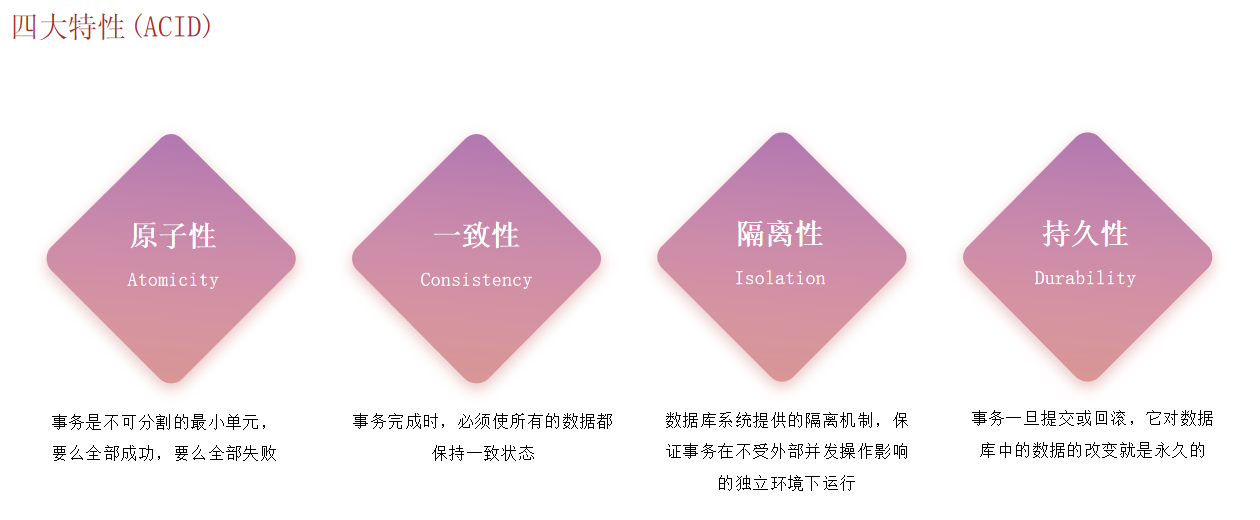 四大特性(ACID)
原子性
Atomicity
事务是不可分割的最小单元，
要么全部成功，要么全部失败
一致性
Consistency
事务完成时，必须使所有的数据都
保持一致状态
隔离性
Isolation
数据库系统提供的隔离机制，保
证事务在不受外部并发操作影响
的独立环境下运行
持久性
Durability
事务一旦提交或回滚，它对数据
库中的数据的改变就是永久的